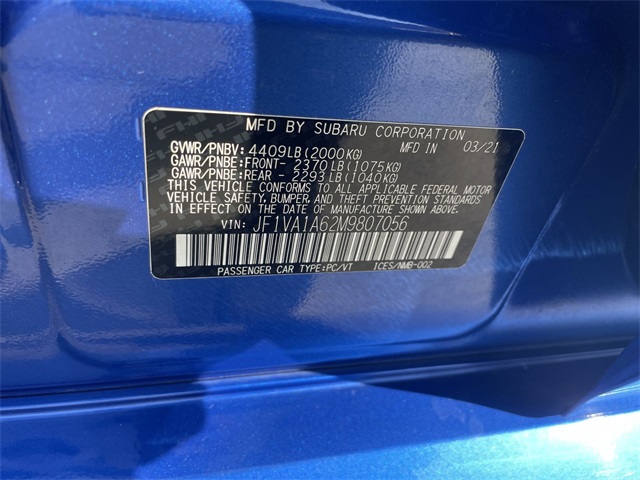 MFD BY SUBARU CORPORATION
GVWR/PNBV: 4409LB(2000KG) MFD IN 03/21
GAWR/PNBE:FRONT- 2370LB(1075KG)
GAWR/PNBE:REAR - 2293LB(1040KG)
THIS VEHICLE CONFORMS TO ALL APPLICABLE FEDERAL MOTOR
VEHICLE SAFETY, BUMPER, AND THEFT PREVENTION STANDARDS
IN EFFECT ON THE DATE OF MANUFACTURE SHOWN ABOVE.
VIN: JF1VA1A62M9807056
PASSENGER CAR TYPE:PC/VT ICES/NMB-002